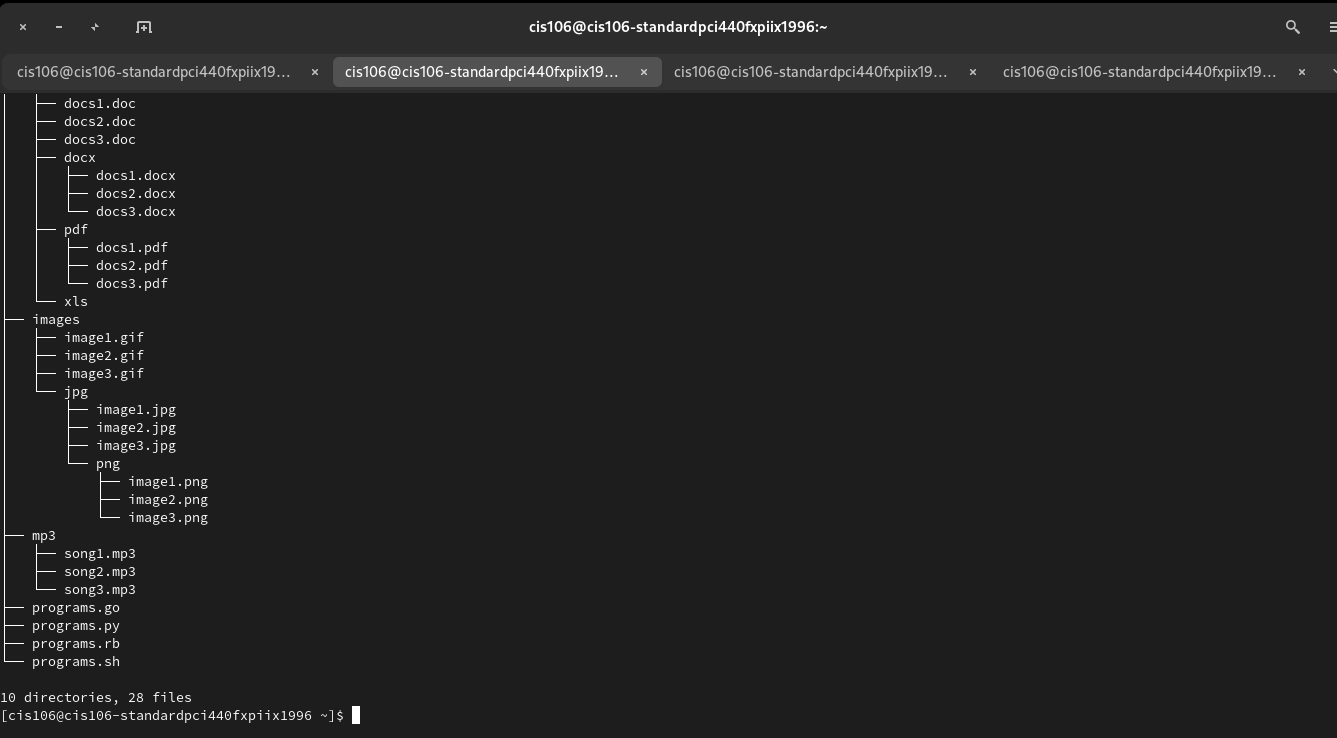 cis106@cis106-standardpci440fxpiix1996:~
cis106@cis106-standardpci440fxpiix19... × cis106@cis106-standardpci440fxpiix19... × cis106@cis106-standardpci440fxpiix19... × cis106@cis106-standardpci440fxpiix19... ×
│   ├── docs1.doc
│   ├── docs2.doc
│   ├── docs3.doc
│   ├── docx
│   │   ├── docs1.docx
│   │   ├── docs2.docx
│   │   └── docs3.docx
│   ├── pdf
│   │   ├── docs1.pdf
│   │   ├── docs2.pdf
│   │   └── docs3.pdf
│   └── xls
├── images
│   ├── image1.gif
│   ├── image2.gif
│   ├── image3.gif
│   └── jpg
│       ├── image1.jpg
│       ├── image2.jpg
│       ├── image3.jpg
│       └── png
│           ├── image1.png
│           ├── image2.png
│           └── image3.png
├── mp3
│   ├── song1.mp3
│   ├── song2.mp3
│   └── song3.mp3
├── programs.go
├── programs.py
├── programs.rb
└── programs.sh
10 directories, 28 files
[cis106@cis106-standardpci440fxpiix1996 ~]$